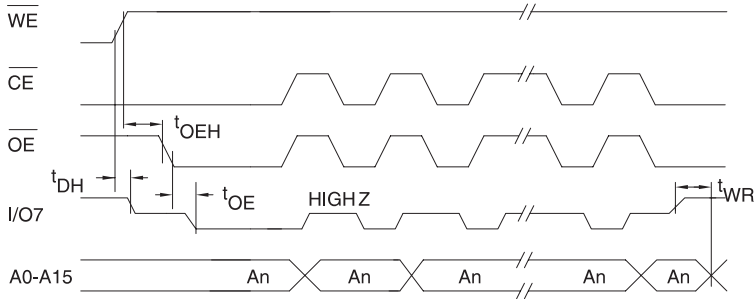 WE
CE
tOEH
OE
tDH
tOE
HIGH Z
tWR
I/O7
A0-A15 An An An An An